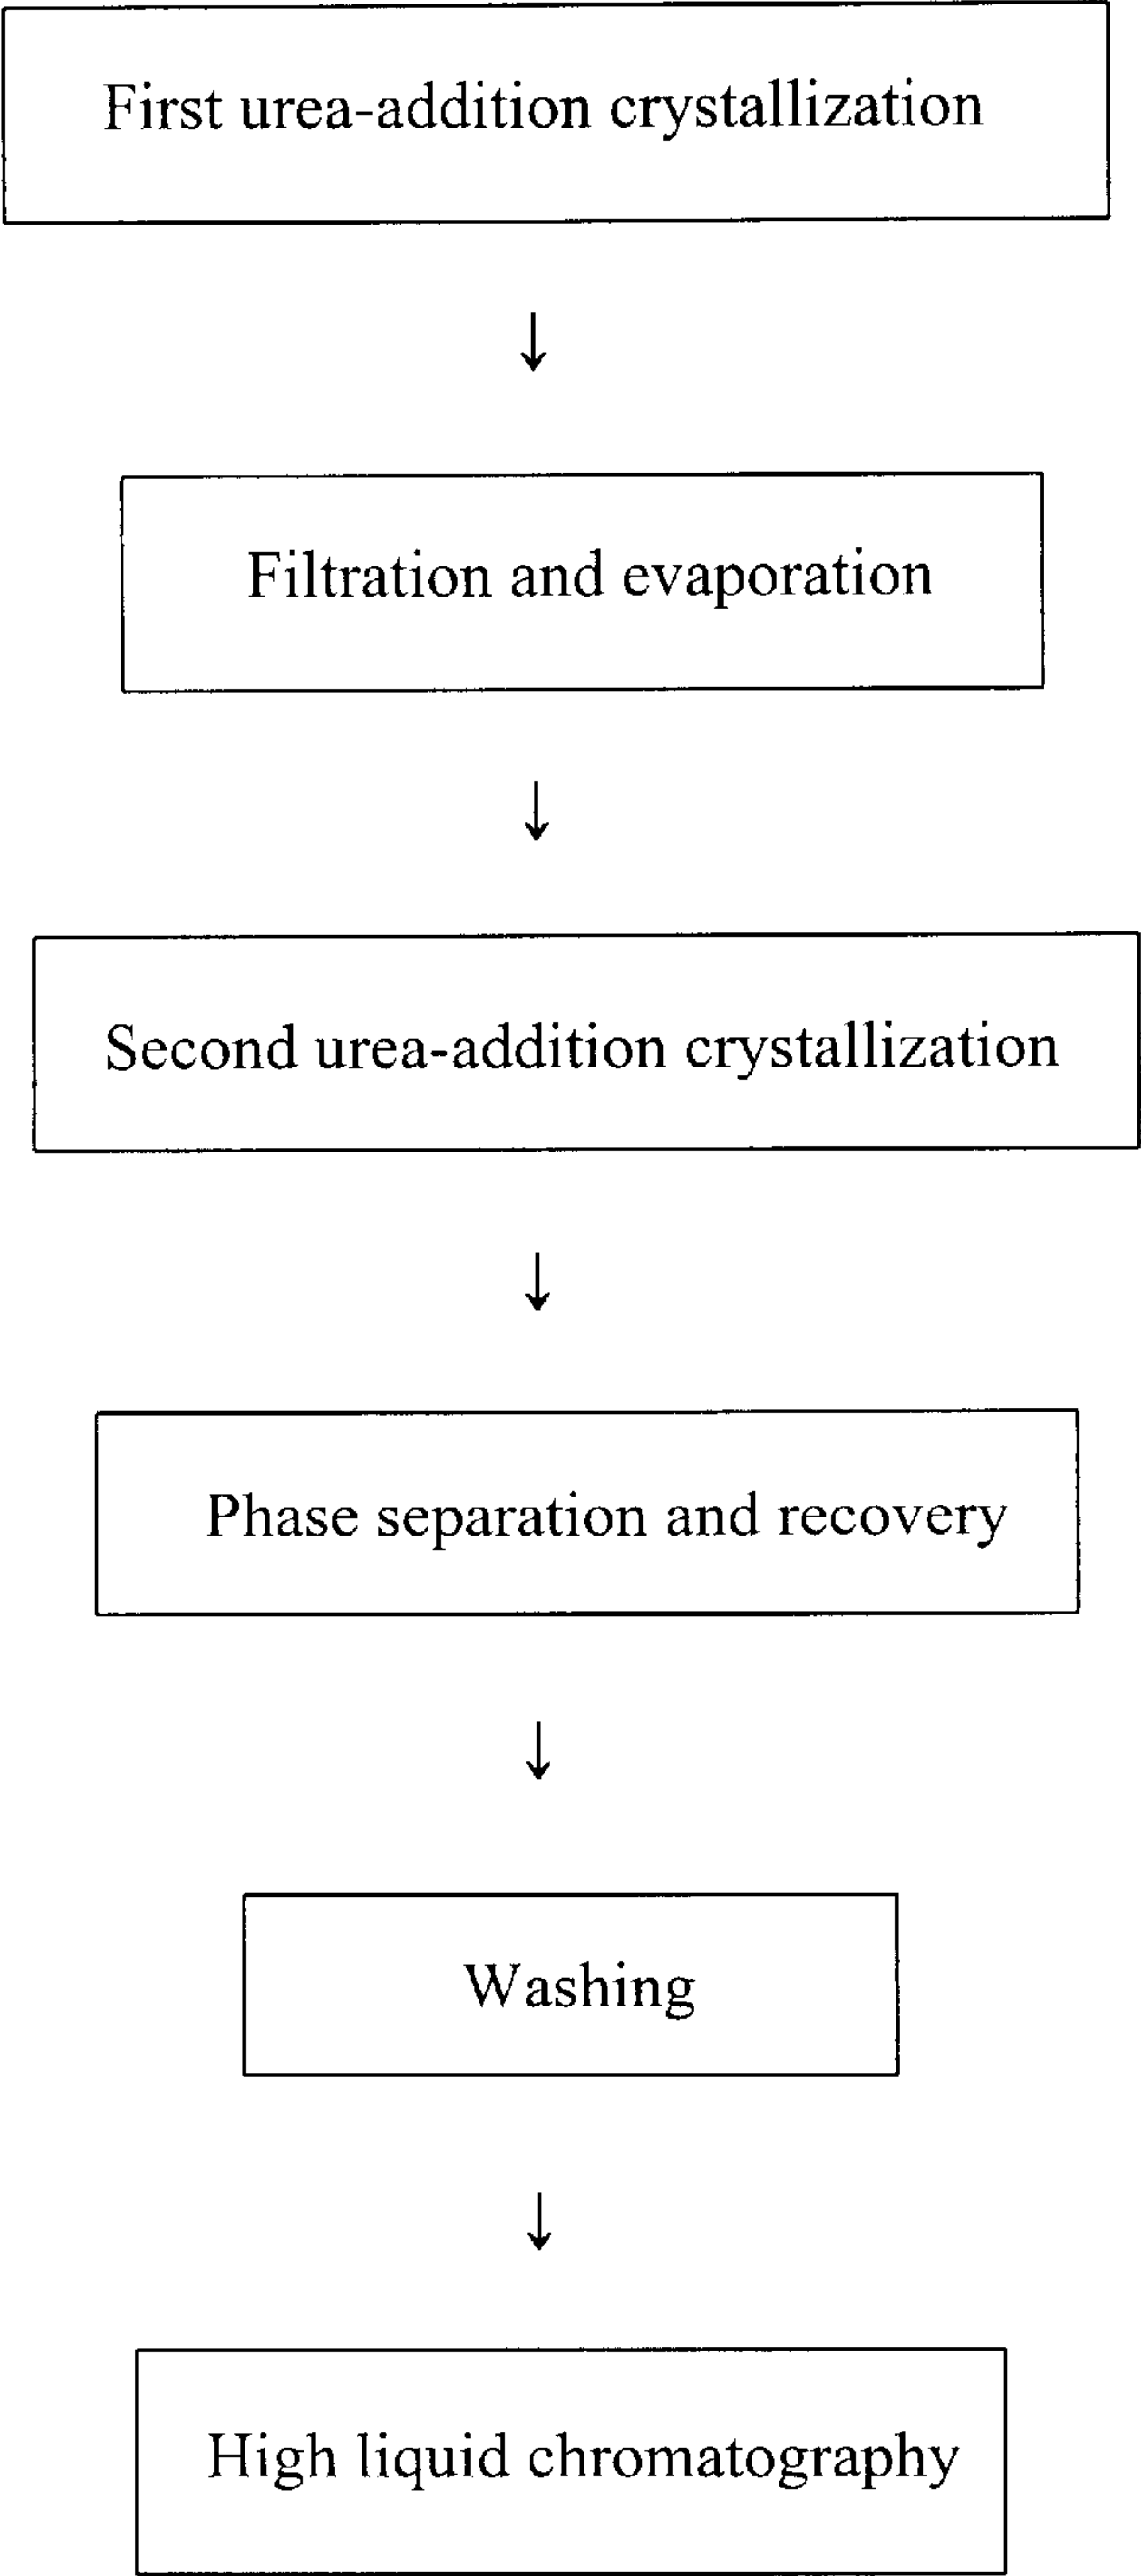 First urea-addition crystallization
↓
Filtration and evaporation
↓
Second urea-addition crystallization
↓
Phase separation and recovery
↓
Washing
↓
High liquid chromatography